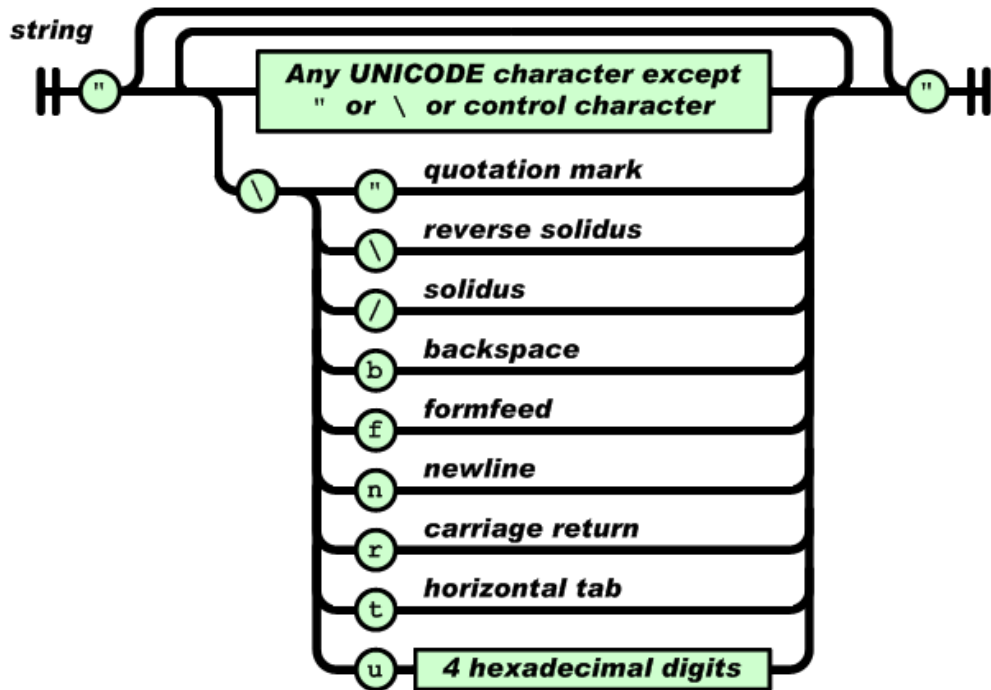 string
"
Any UNICODE character except
" or \ or control character
"
\
" quotation mark
\ reverse solidus
/ solidus
b backspace
f formfeed
n newline
r carriage return
t horizontal tab
u 4 hexadecimal digits